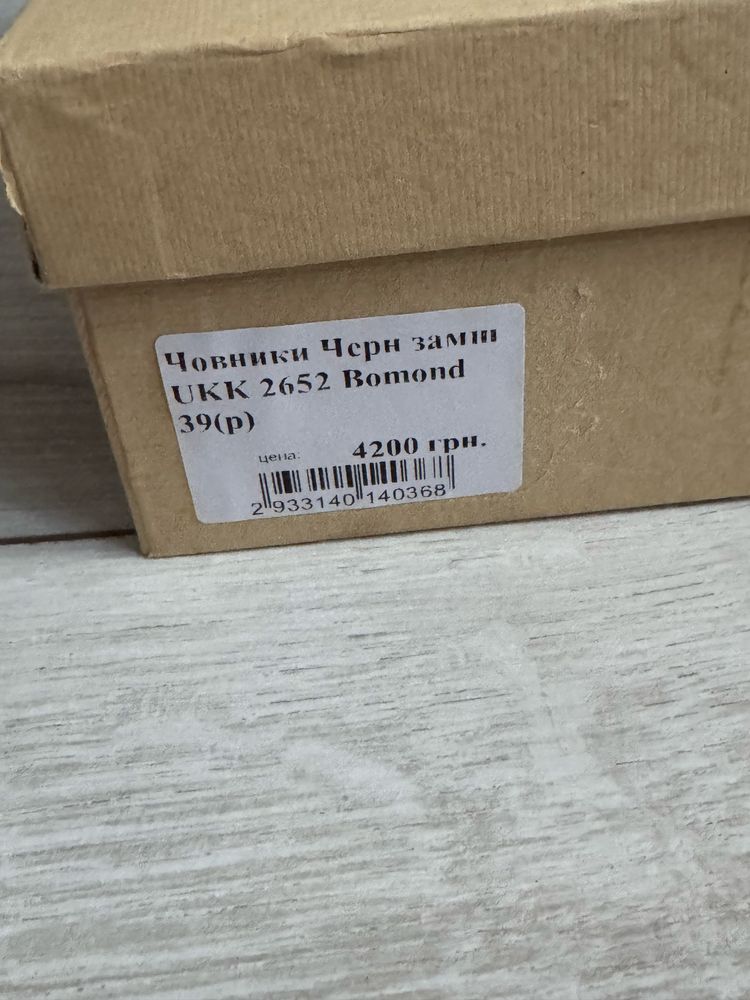 Човники Черн замш
UKK 2652 Bomond
39(р)
цена: 4200 грн.
2 933140 140368